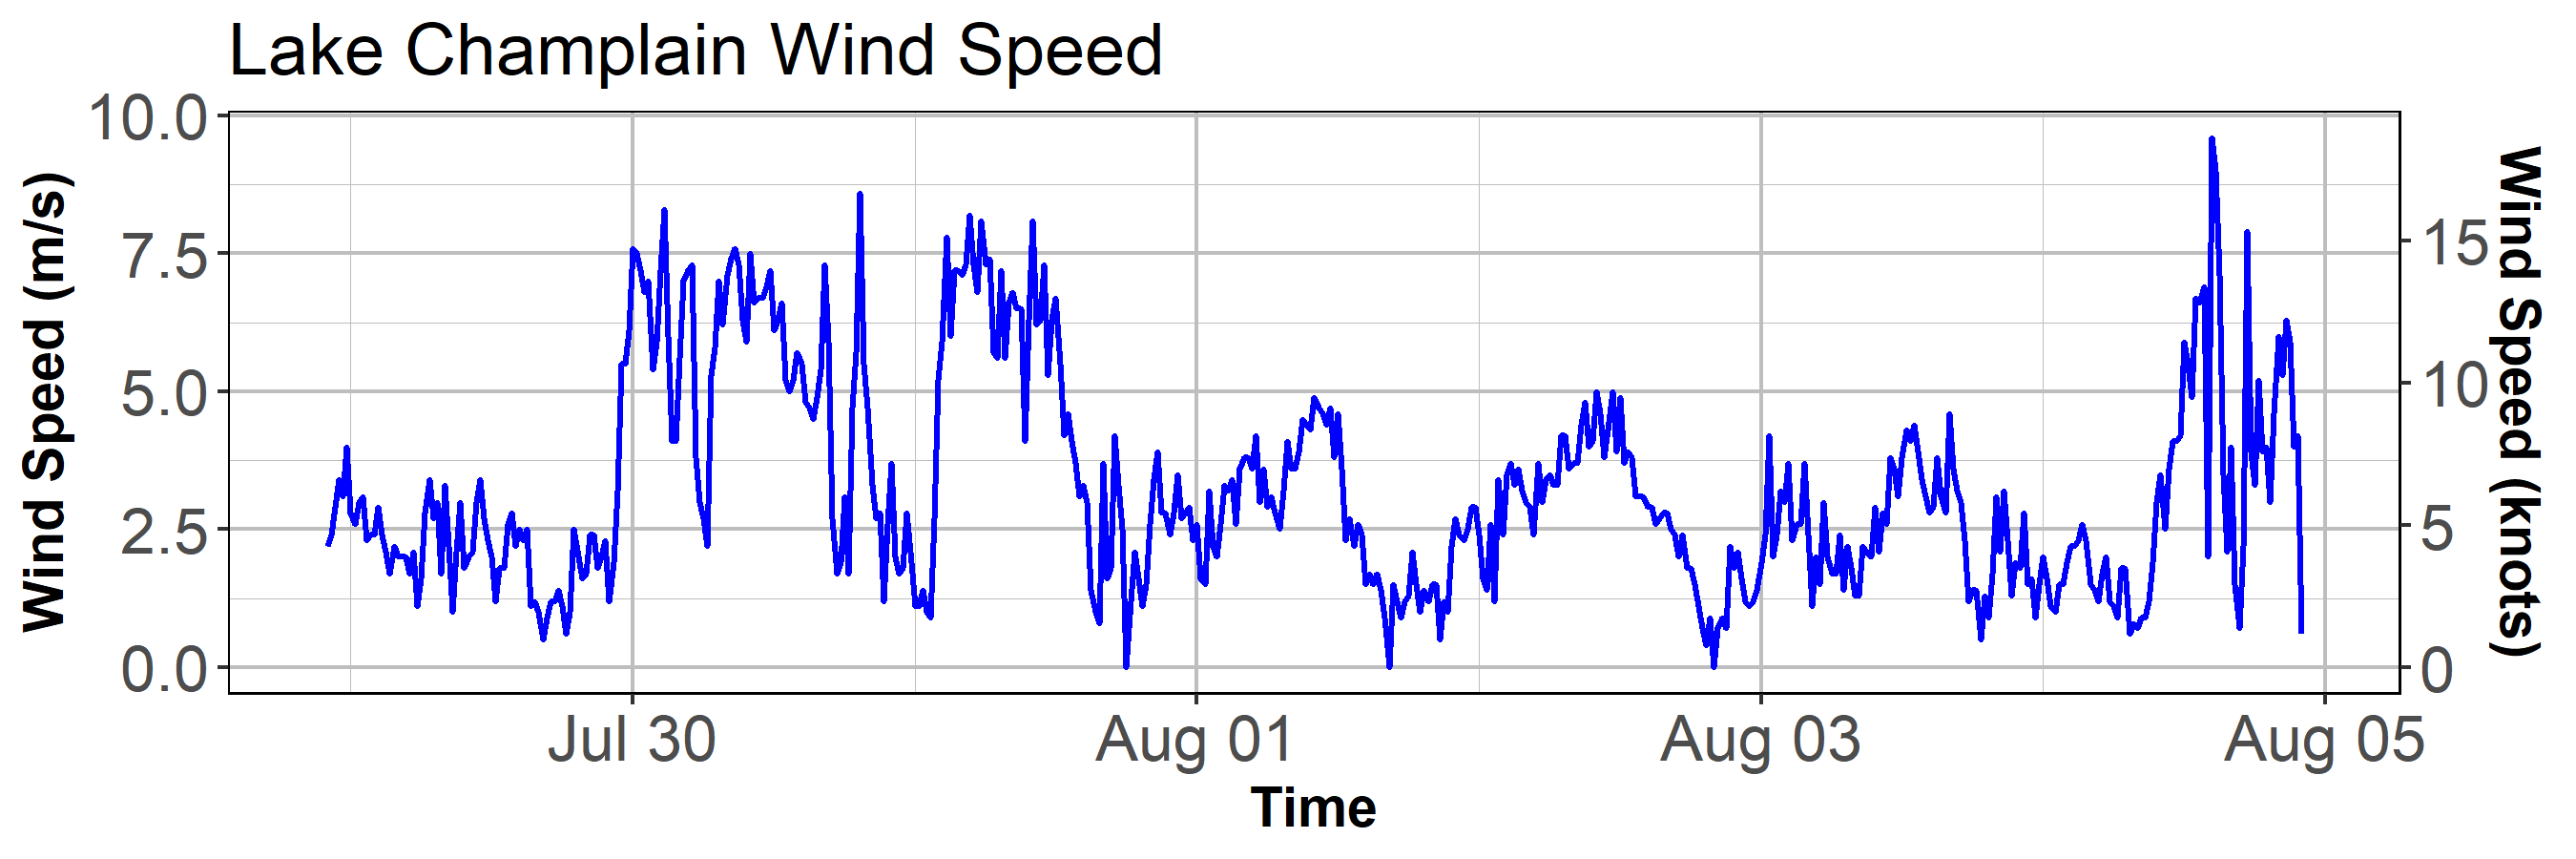 Lake Champlain Wind Speed
Wind Speed (m/s)
10.0
7.5
5.0
2.5
0.0
Wind Speed (knots)
15
10
5
0
Jul 30
Aug 01
Aug 03
Aug 05
Time